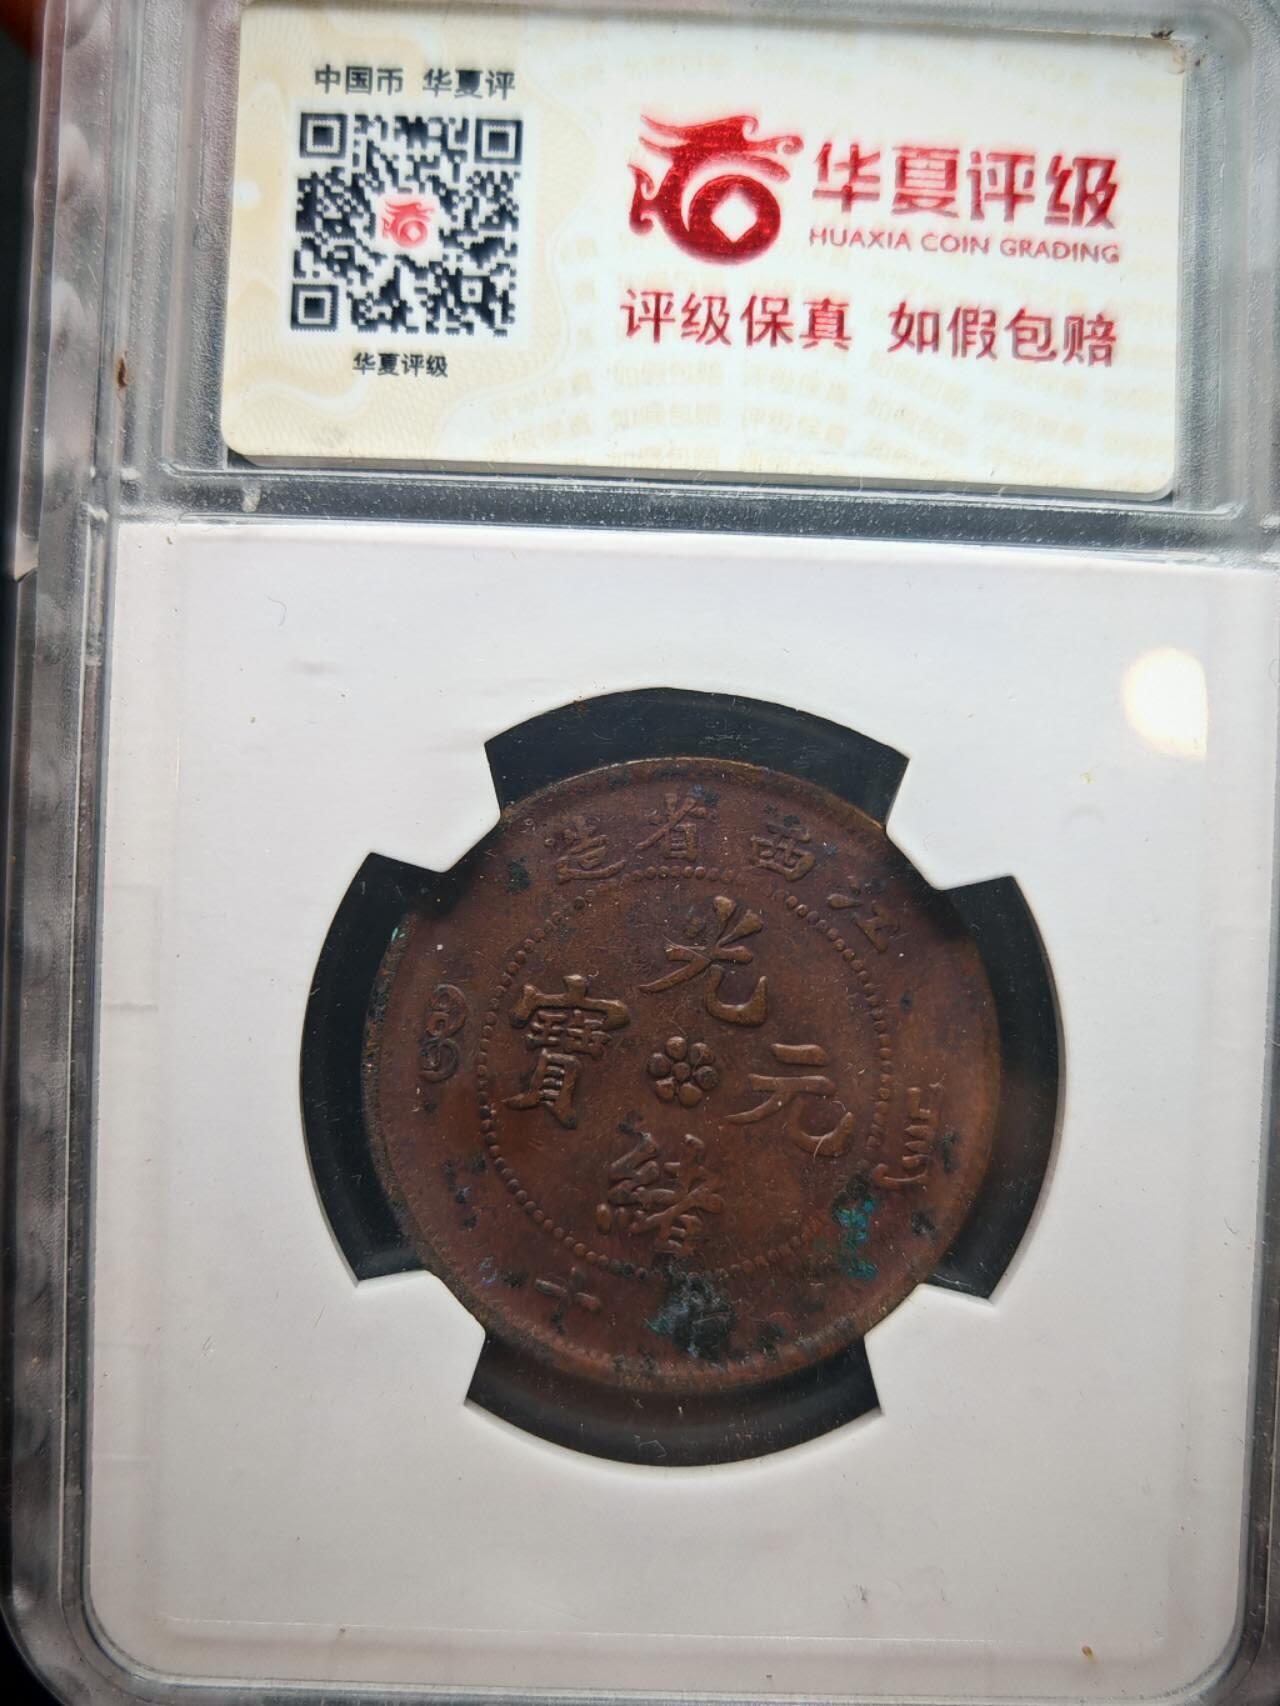 中国币 华夏评
华夏评级
华夏评级
HUAXIA COIN GRADING
评级保真 如假包赔
江西省造
光緒元寶
十